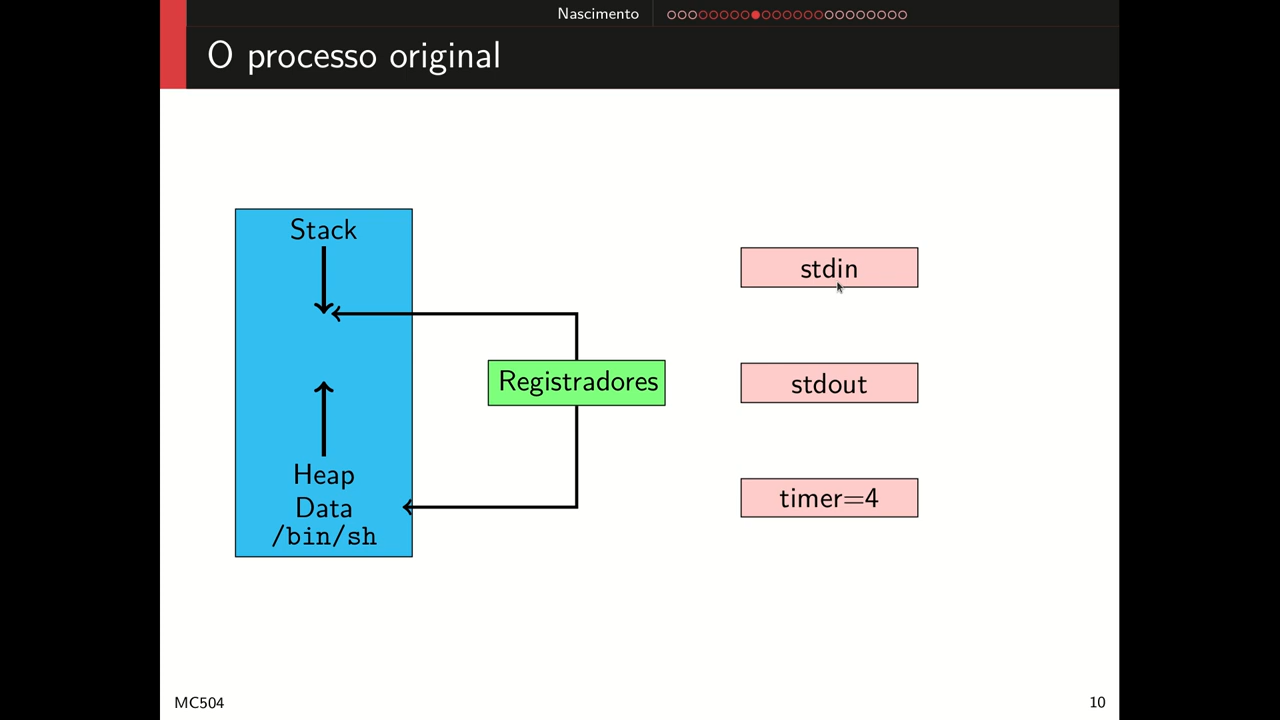 Nascimento
O processo original
Stack
Heap
Data
/bin/sh
Registradores
stdin
stdout
timer=4
MC504
10